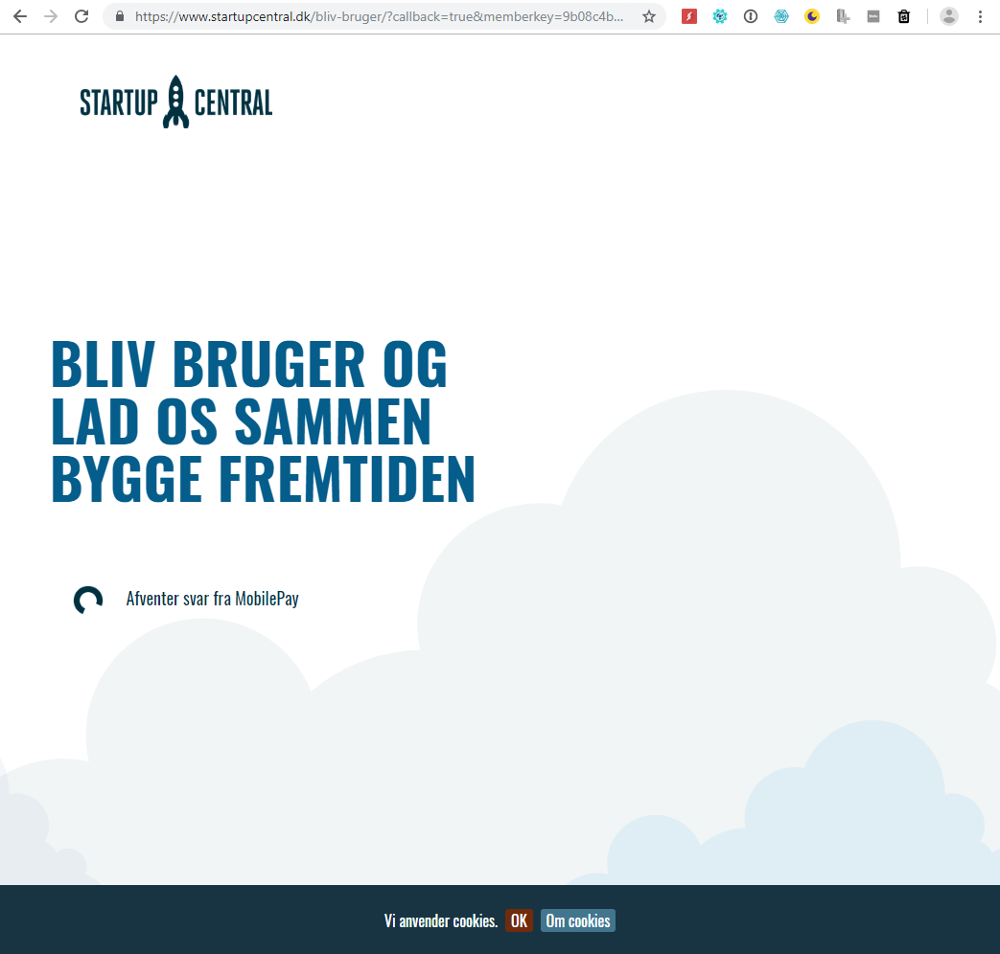 https://www.startupcentral.dk/bliv-bruger/?callback=true&memberkey=9b08c4b...
STARTUP CENTRAL
BLIV BRUGER OG
LAD OS SAMMEN
BYGGE FREMTIDEN
Afventer svar fra MobilePay
Vi anvender cookies. OK Om cookies